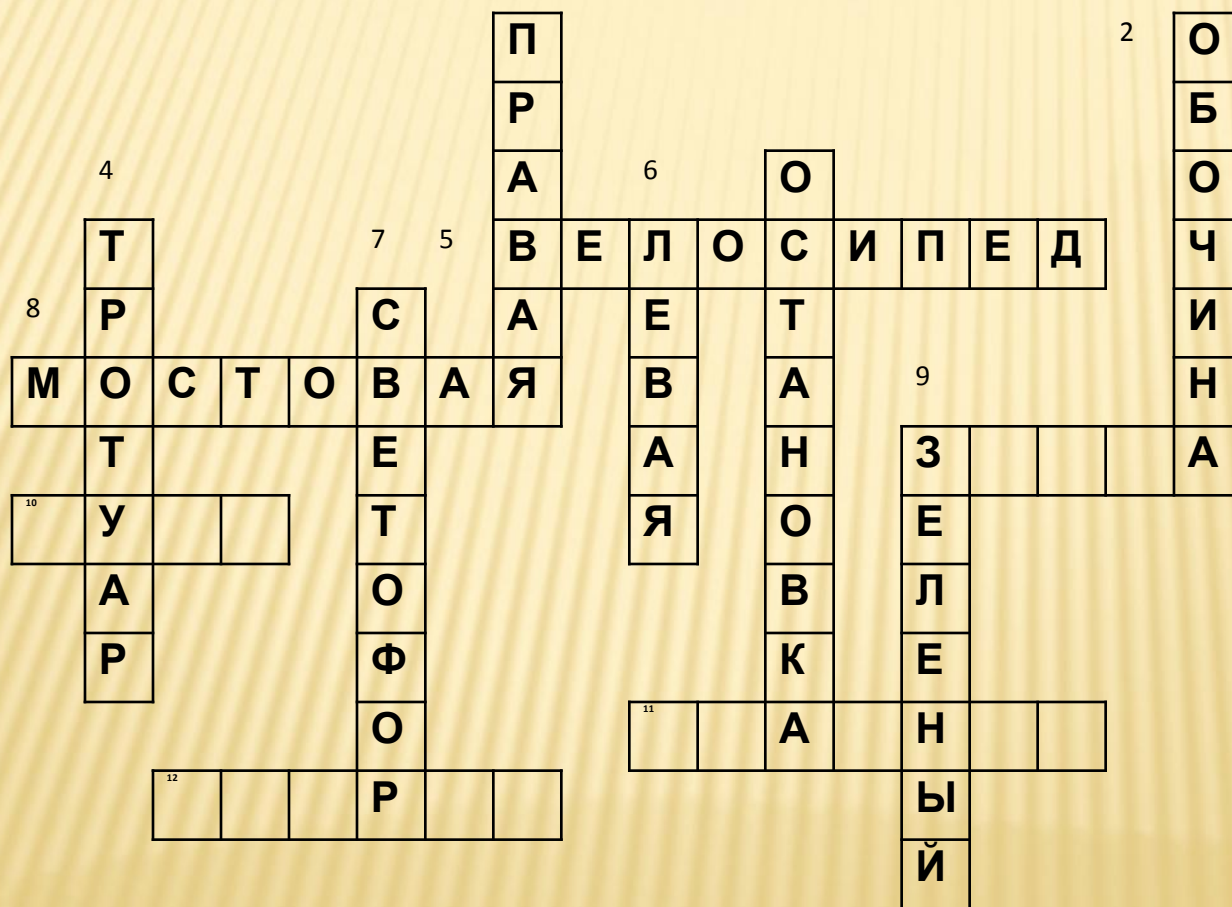 П 2 О
Р Б
4 А 6 О О
Т 7 5 В Е Л О С И П Е Д Ч
8 Р С А Е Т И
М О С Т О В А Я В А 9 Н
Т Е А Н З А
10 У Т Я О Е
А О В Л
Р Ф К Е
О 11 А Н
12 Р Ы
Й